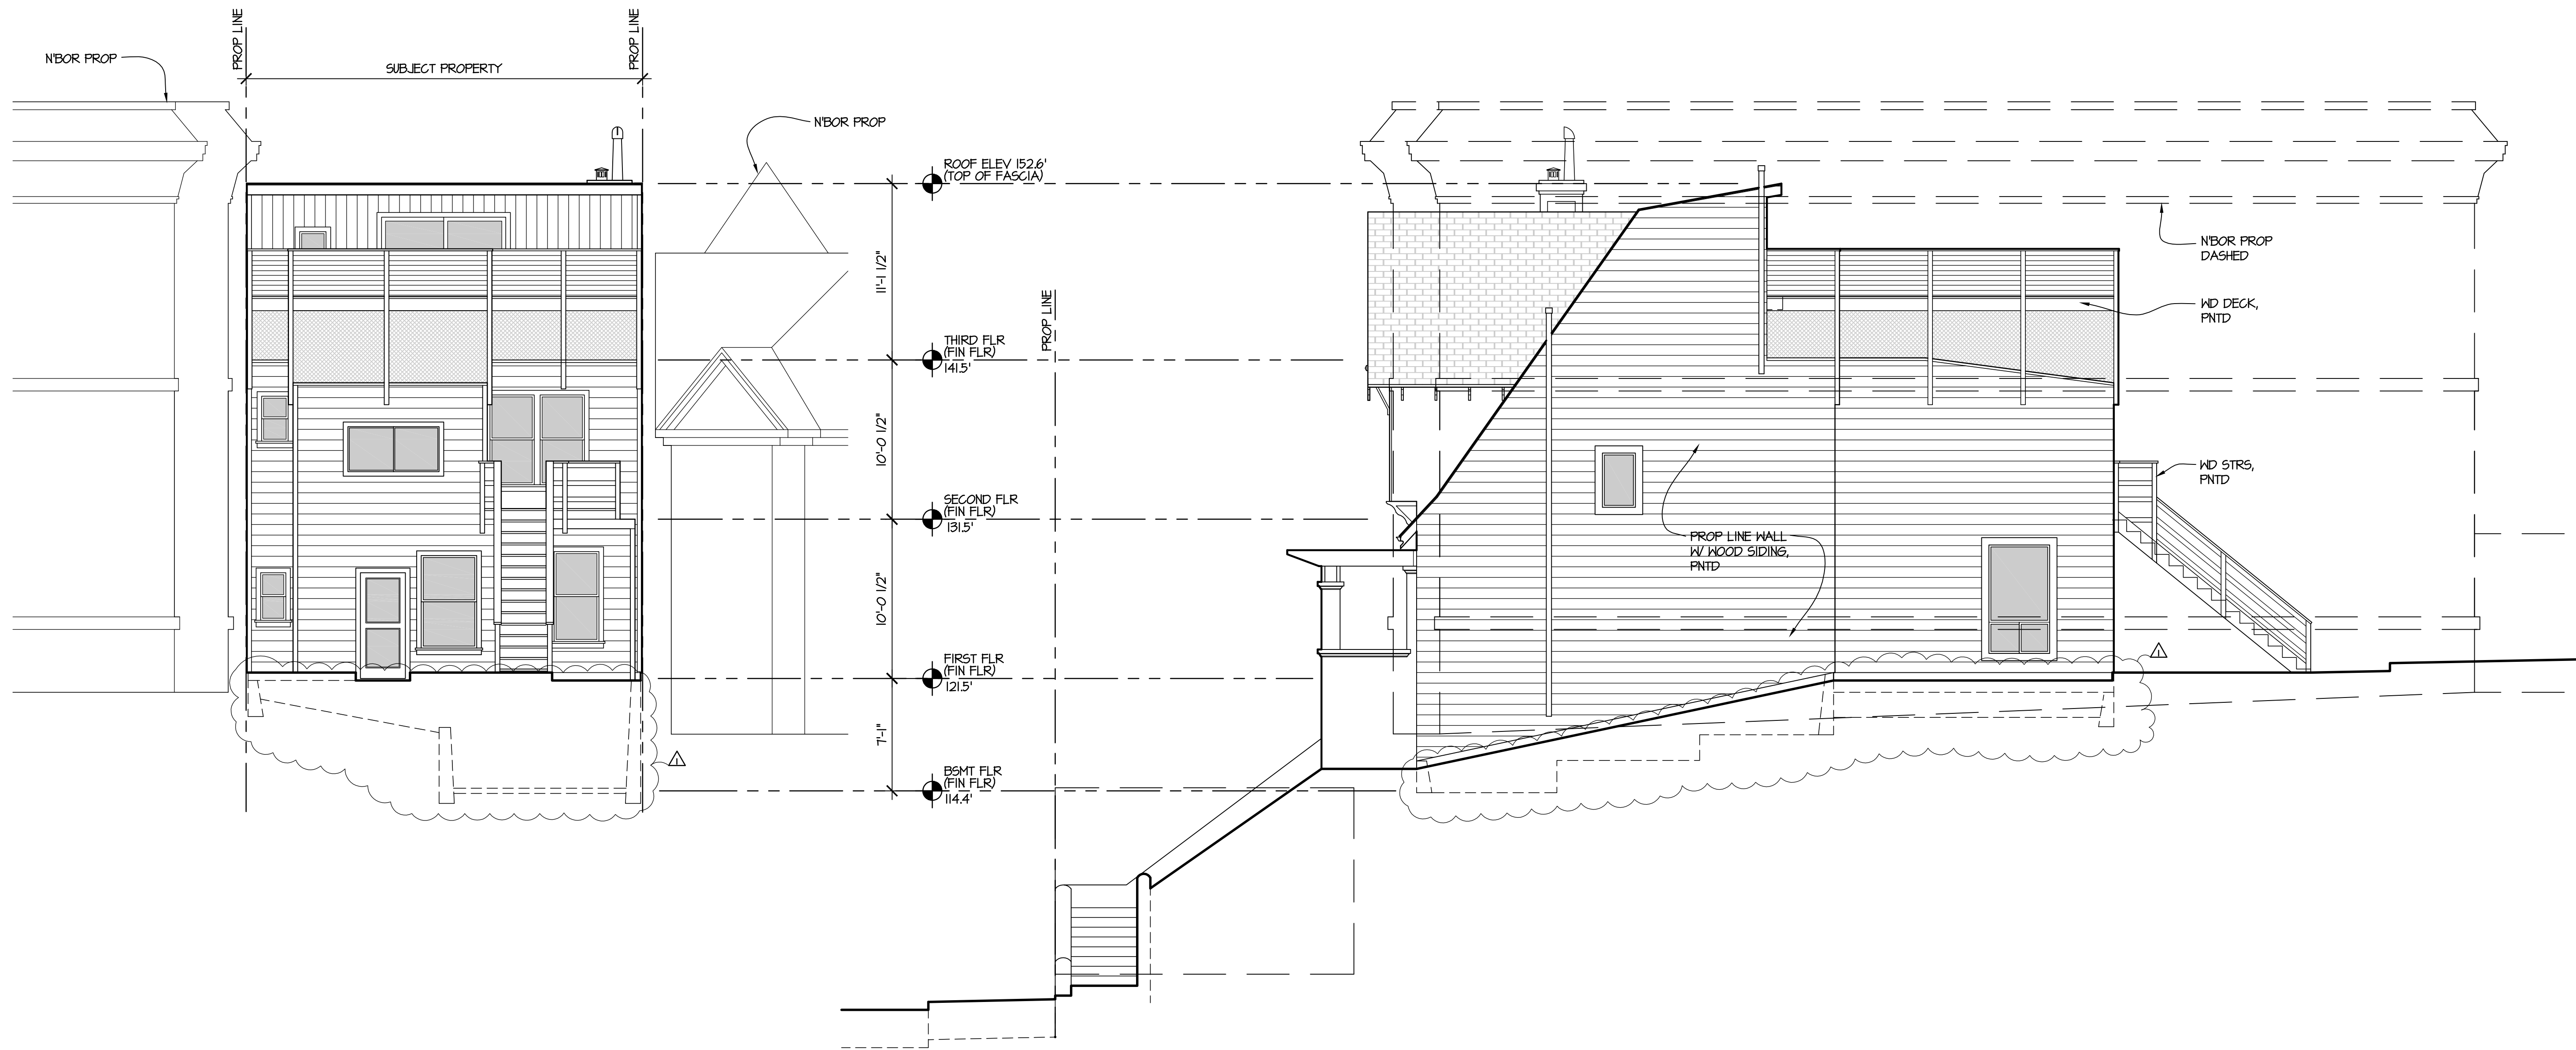 PROP LINE
PROP LINE
N'BOR PROP
SUBJECT PROPERTY
N'BOR PROP
ROOF ELEV 152.6'
(TOP OF FASCIA)
11'-1 1/2"
THIRD FLR
(FIN FLR)
141.5'
10'-0 1/2"
SECOND FLR
(FIN FLR)
131.5'
10'-0 1/2"
FIRST FLR
(FIN FLR)
121.5'
7'-1"
BSMT FLR
(FIN FLR)
114.4'
1
PROP LINE
N'BOR PROP
DASHED
WD DECK,
PNTD
WD STRS,
PNTD
PROP LINE WALL
W/ WOOD SIDING,
PNTD
1